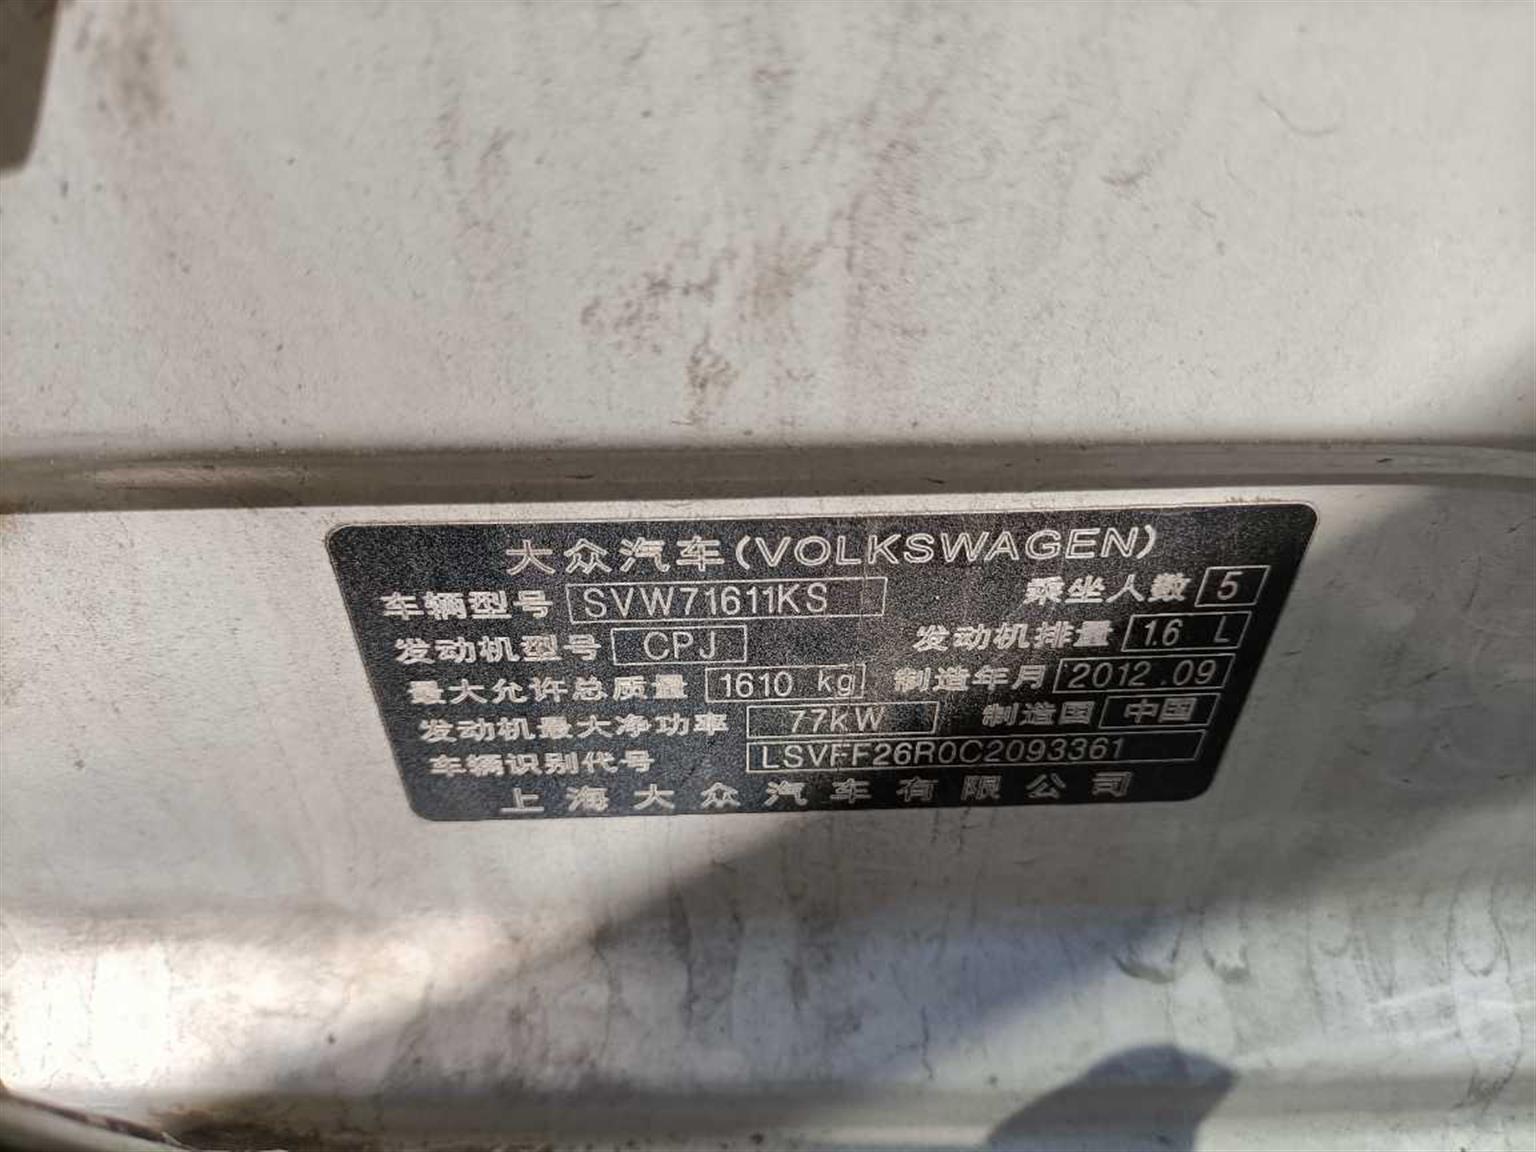 大众汽车(VOLKSWAGEN)
车辆型号 SVW71611KS 乘坐人数 5
发动机型号 CPJ 发动机排量 1.6 L
最大允许总质量 1610 kg 制造年月 2012.09
发动机最大净功率 77kW 制造国 中国
车辆识别代号 LSVFF26R0C2093361
上海大众汽车有限公司